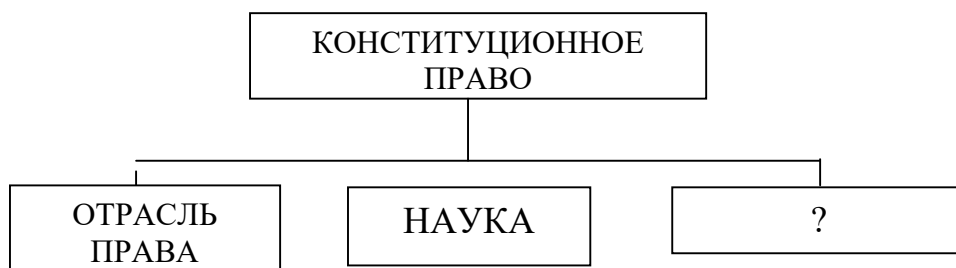 КОНСТИТУЦИОННОЕ
ПРАВО
ОТРАСЛЬ
ПРАВА
НАУКА
?